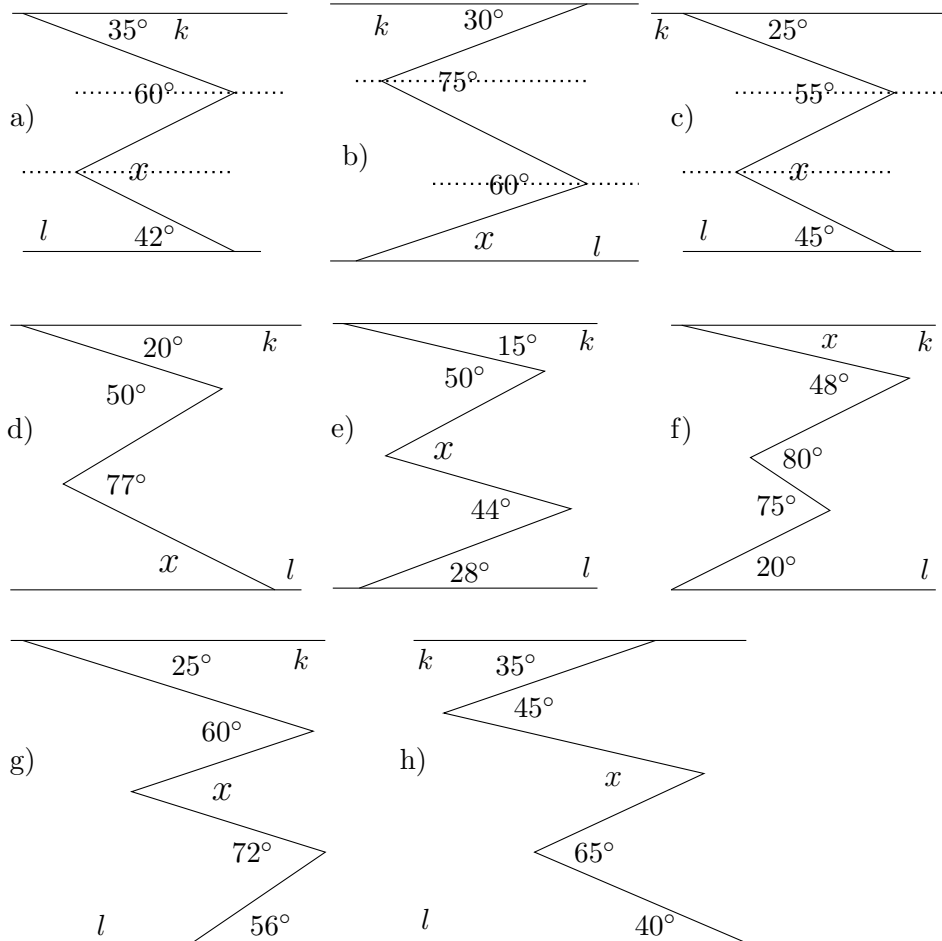 a) 35° k 60° x l 42°
b) k 30° 75° 60° x l
c) k 25° 55° x l 45°
d) 20° k 50° 77° x l
e) 15° k 50° x 44° 28° l
f) x k 48° 80° 75° 20° l
g) 25° k 60° x 72° l 56°
h) k 35° 45° x 65° l 40°